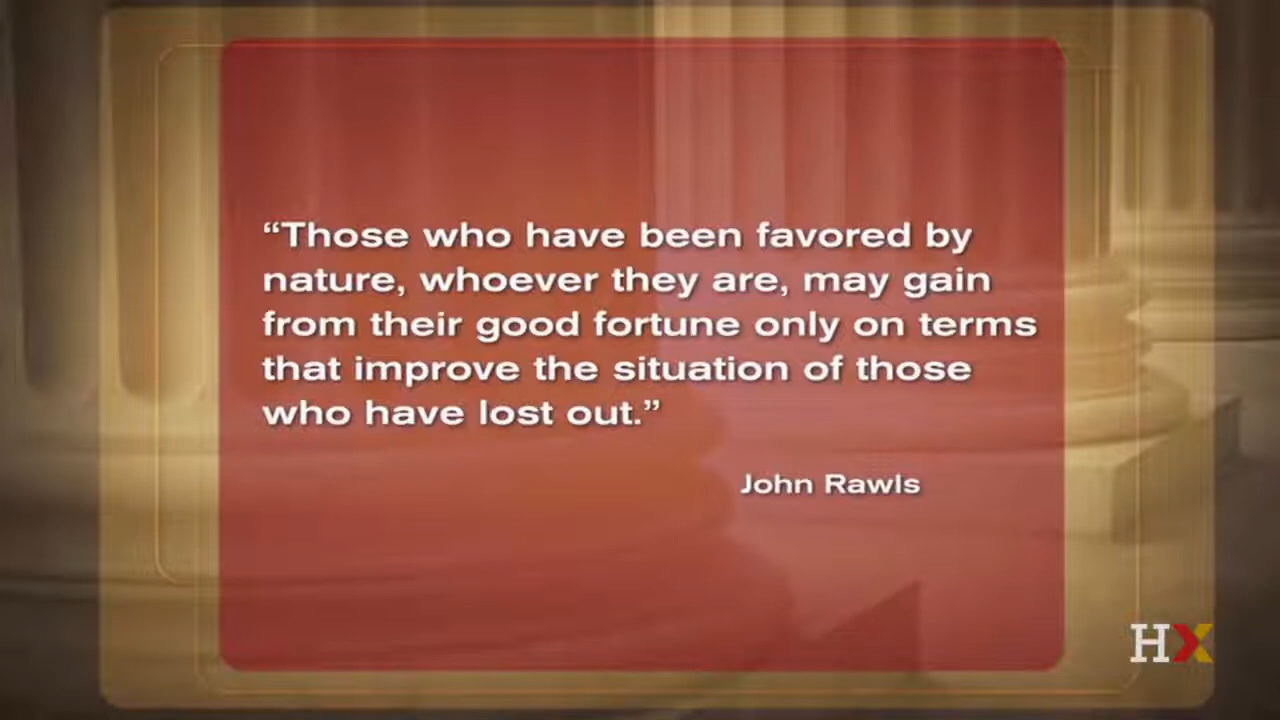 “Those who have been favored by
nature, whoever they are, may gain
from their good fortune only on terms
that improve the situation of those
who have lost out.”
John Rawls
HX